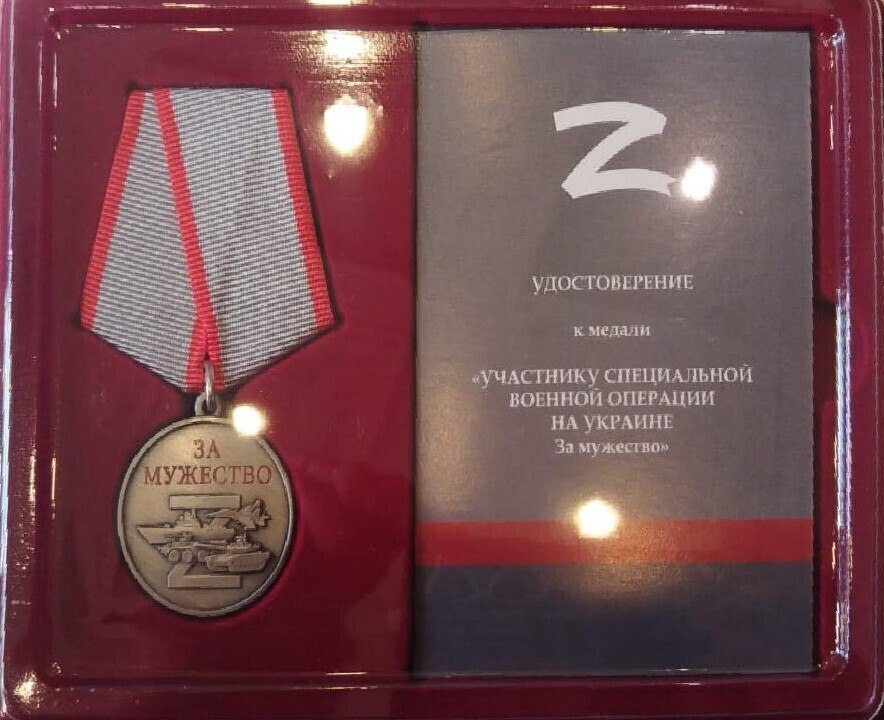 ЗА
МУЖЕСТВО
Z
Z
УДОСТОВЕРЕНИЕ
к медали
«УЧАСТНИКУ СПЕЦИАЛЬНОЙ
ВОЕННОЙ ОПЕРАЦИИ
НА УКРАИНЕ
За мужество»